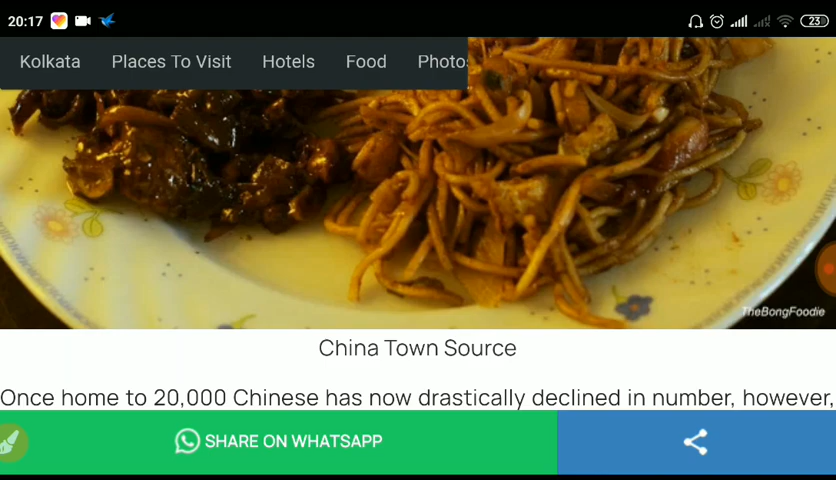 20:17 23
Kolkata Places To Visit Hotels Food Photos
TheBongFoodie
China Town Source
Once home to 20,000 Chinese has now drastically declined in number, however,
SHARE ON WHATSAPP